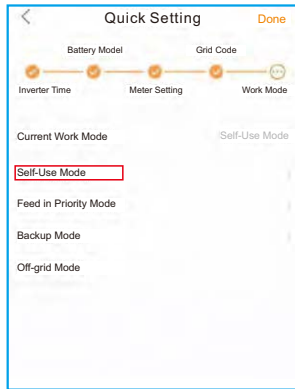 Quick Setting Done
Battery Model Grid Code
Inverter Time Meter Setting Work Mode
Current Work Mode Self-Use Mode
Self-Use Mode
Feed in Priority Mode
Backup Mode
Off-grid Mode